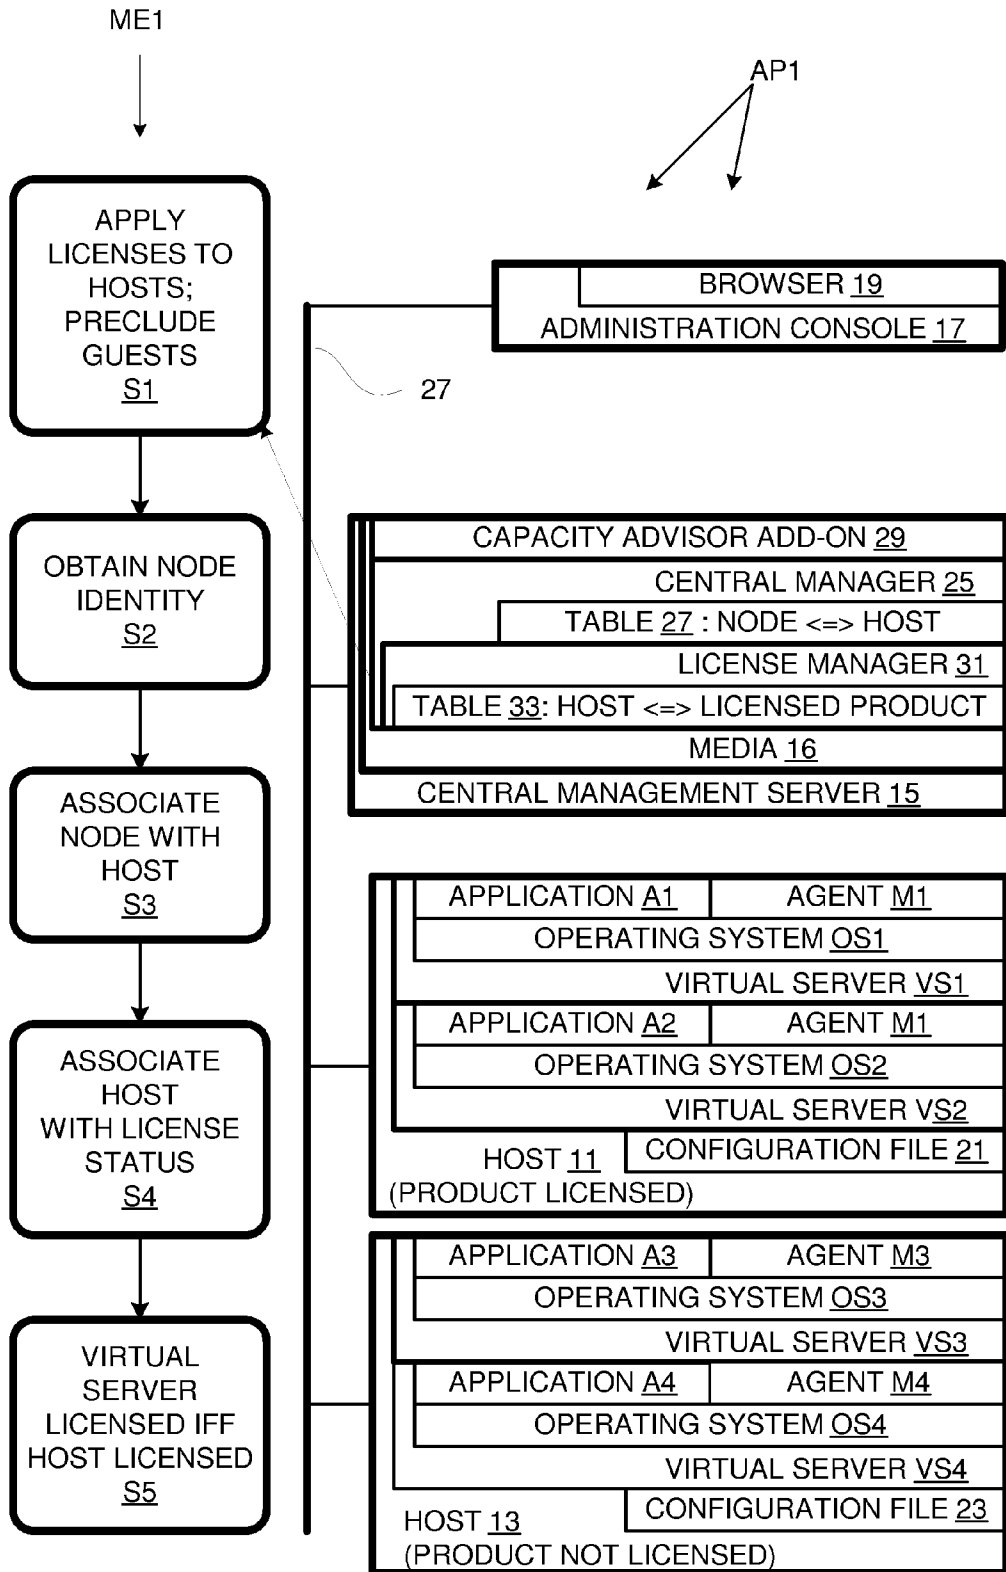 ME1
APPLY
LICENSES TO
HOSTS;
PRECLUDE
GUESTS
S1
OBTAIN NODE
IDENTITY
S2
ASSOCIATE
NODE WITH
HOST
S3
ASSOCIATE
HOST
WITH LICENSE
STATUS
S4
VIRTUAL
SERVER
LICENSED IFF
HOST LICENSED
S5
AP1
BROWSER 19
ADMINISTRATION CONSOLE 17
27
CAPACITY ADVISOR ADD-ON 29
CENTRAL MANAGER 25
TABLE 27 : NODE <=> HOST
LICENSE MANAGER 31
TABLE 33: HOST <=> LICENSED PRODUCT
MEDIA 16
CENTRAL MANAGEMENT SERVER 15
APPLICATION A1 AGENT M1
OPERATING SYSTEM OS1
VIRTUAL SERVER VS1
APPLICATION A2 AGENT M1
OPERATING SYSTEM OS2
VIRTUAL SERVER VS2
CONFIGURATION FILE 21
HOST 11
(PRODUCT LICENSED)
APPLICATION A3 AGENT M3
OPERATING SYSTEM OS3
VIRTUAL SERVER VS3
APPLICATION A4 AGENT M4
OPERATING SYSTEM OS4
VIRTUAL SERVER VS4
CONFIGURATION FILE 23
HOST 13
(PRODUCT NOT LICENSED)